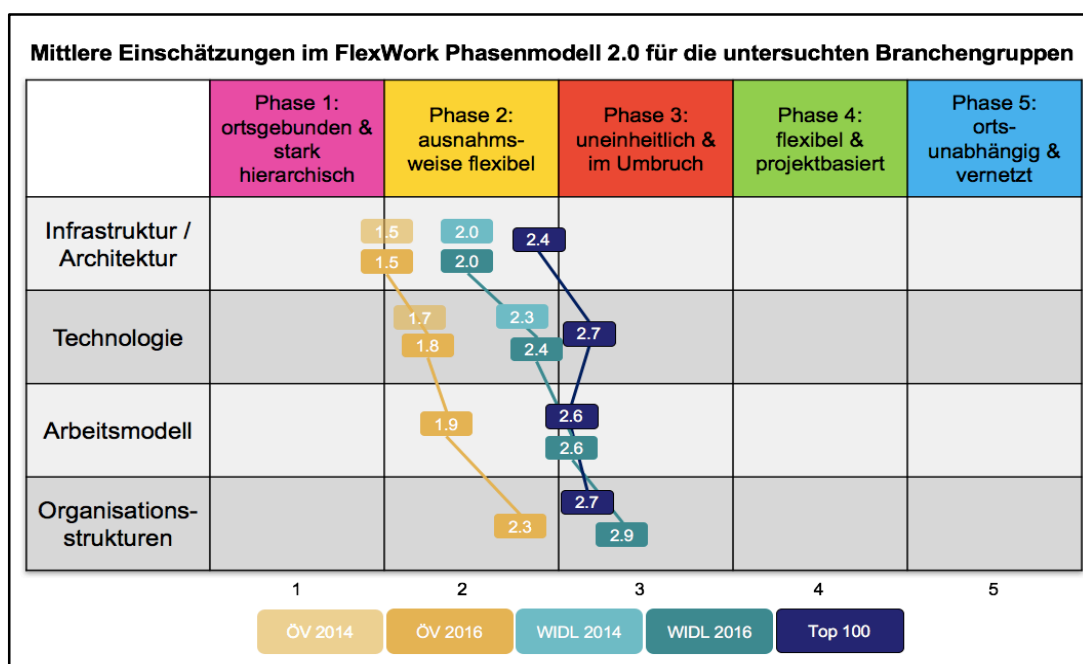 Mittlere Einschätzungen im FlexWork Phasenmodell 2.0 für die untersuchten Branchengruppen
Phase 1:
ortsgebunden &
stark
hierarchisch
Phase 2:
ausnahms-
weise flexibel
Phase 3:
uneinheitlich &
im Umbruch
Phase 4:
flexibel &
projektbasiert
Phase 5:
orts-
unabhängig &
vernetzt
Infrastruktur /
Architektur
1.5
2.0
2.4
1.5
2.0
Technologie
1.7
2.3
2.7
1.8
2.4
Arbeitsmodell
1.9
2.6
2.6
Organisations-
strukturen
2.7
2.3
2.9
1
2
3
4
5
ÖV 2014
ÖV 2016
WIDL 2014
WIDL 2016
Top 100